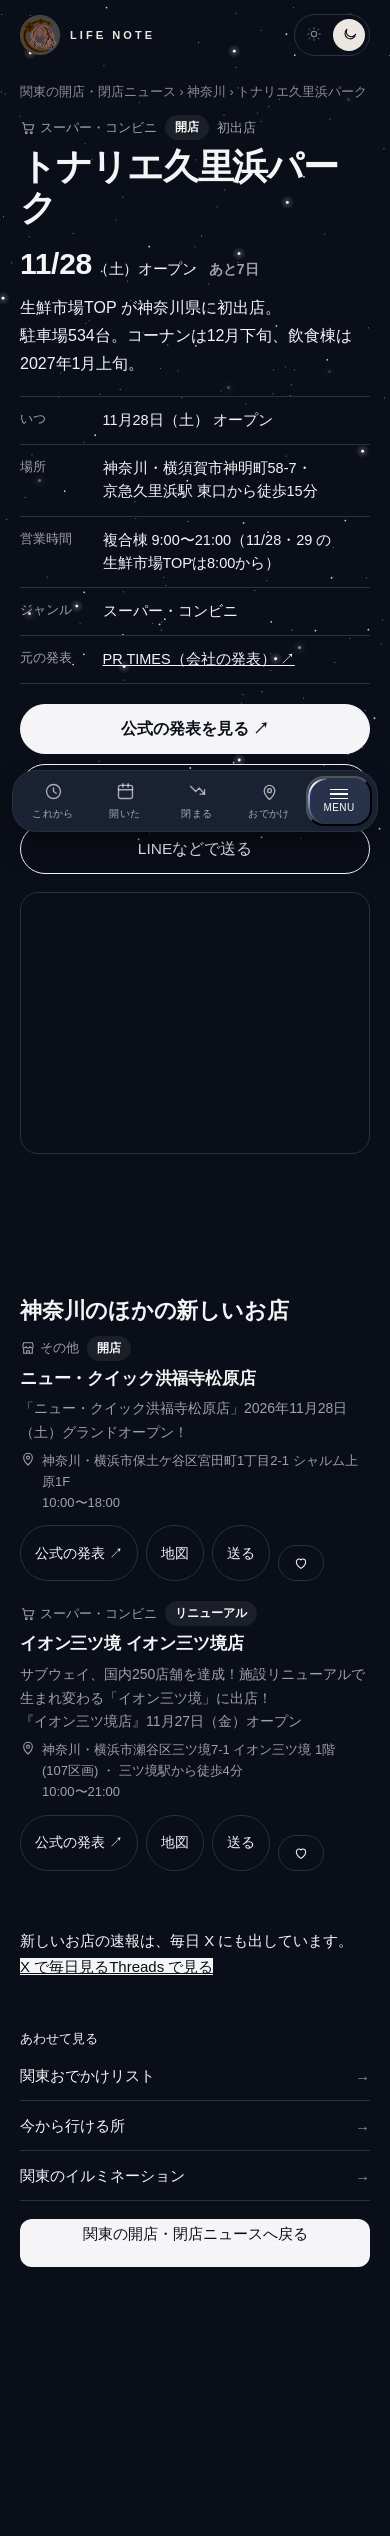 LIFE NOTE
関東の開店・閉店ニュース › 神奈川 › トナリエ久里浜パーク
スーパー・コンビニ 開店 初出店
トナリエ久里浜パー
ク
11/28（土）オープン あと7日
生鮮市場TOP が神奈川県に初出店。
駐車場534台。コーナンは12月下旬、飲食棟は
2027年1月上旬。
いつ 11月28日（土） オープン
場所 神奈川・横須賀市神明町58-7・
京急久里浜駅 東口から徒歩15分
営業時間 複合棟 9:00〜21:00（11/28・29 の
生鮮市場TOPは8:00から）
ジャンル スーパー・コンビニ
元の発表 PR TIMES（会社の発表） ↗
公式の発表を見る ↗
これから 開いた 閉まる おでかけ MENU
LINEなどで送る
神奈川のほかの新しいお店
その他 開店
ニュー・クイック洪福寺松原店
「ニュー・クイック洪福寺松原店」2026年11月28日
（土）グランドオープン！
神奈川・横浜市保土ケ谷区宮田町1丁目2-1 シャルム上
原1F
10:00〜18:00
公式の発表 ↗ 地図 送る
スーパー・コンビニ リニューアル
イオン三ツ境 イオン三ツ境店
サブウェイ、国内250店舗を達成！施設リニューアルで
生まれ変わる「イオン三ツ境」に出店！
『イオン三ツ境店』11月27日（金）オープン
神奈川・横浜市瀬谷区三ツ境7-1 イオン三ツ境 1階
(107区画) ・ 三ツ境駅から徒歩4分
10:00〜21:00
公式の発表 ↗ 地図 送る
新しいお店の速報は、毎日 X にも出しています。
X で毎日見るThreads で見る
あわせて見る
関東おでかけリスト →
今から行ける所 →
関東のイルミネーション →
関東の開店・閉店ニュースへ戻る